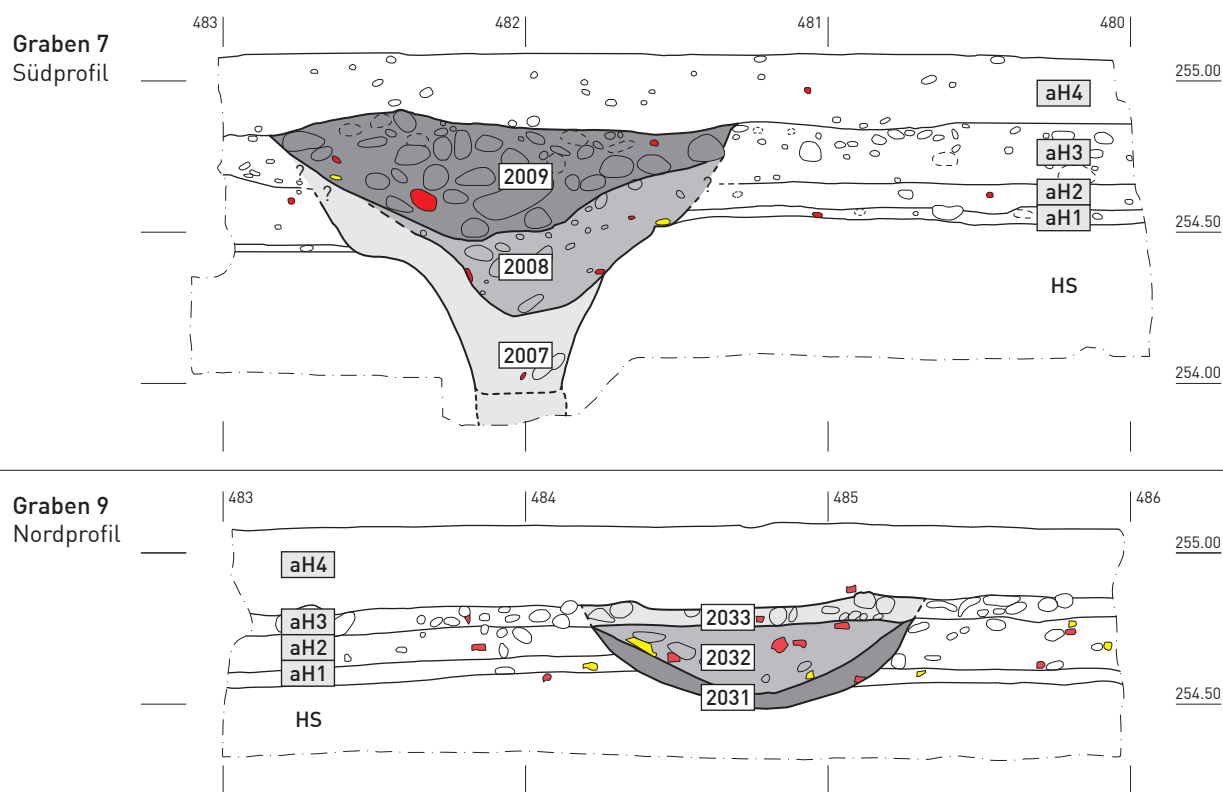 Graben 7
Südprofil
483
482
481
480
255.00
aH4
aH3
2009
?
?
?
aH2
aH1
254.50
2008
HS
2007
254.00
Graben 9
Nordprofil
483
484
485
486
255.00
aH4
aH3
2033
aH2
2032
aH1
2031
254.50
HS